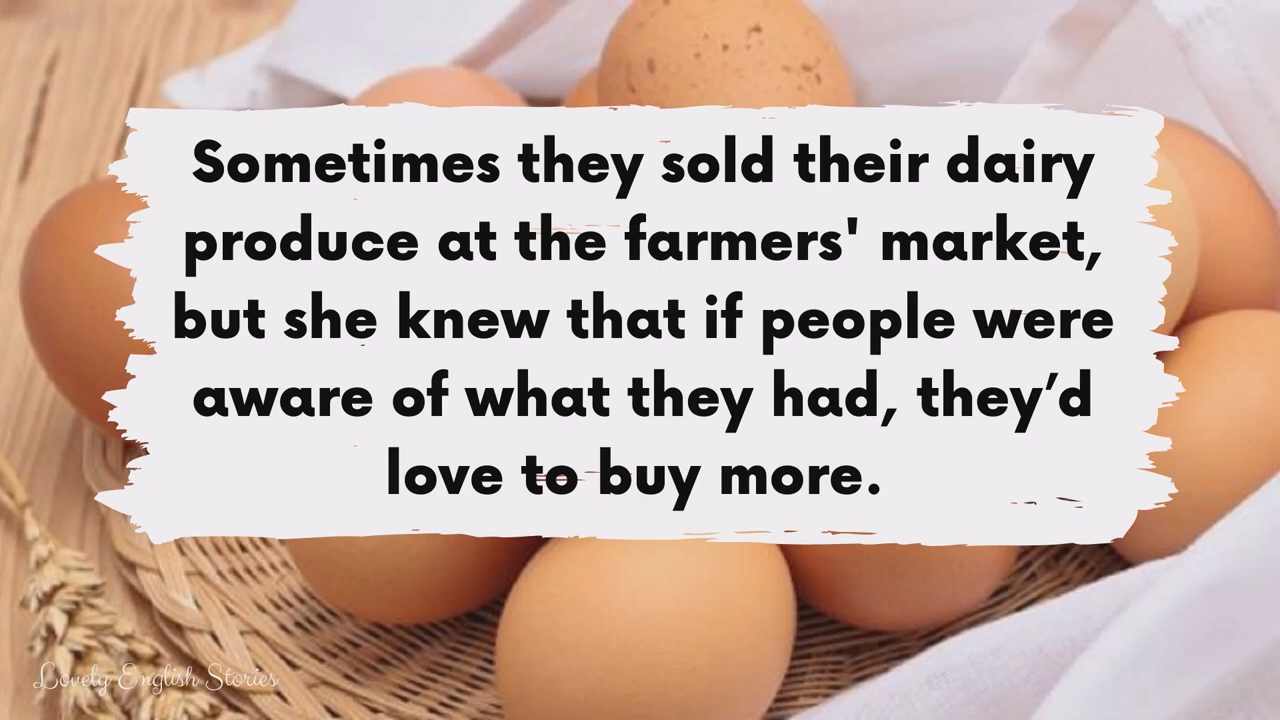 Sometimes they sold their dairy
produce at the farmers' market,
but she knew that if people were
aware of what they had, they’d
love to buy more.
Lovely English Stories